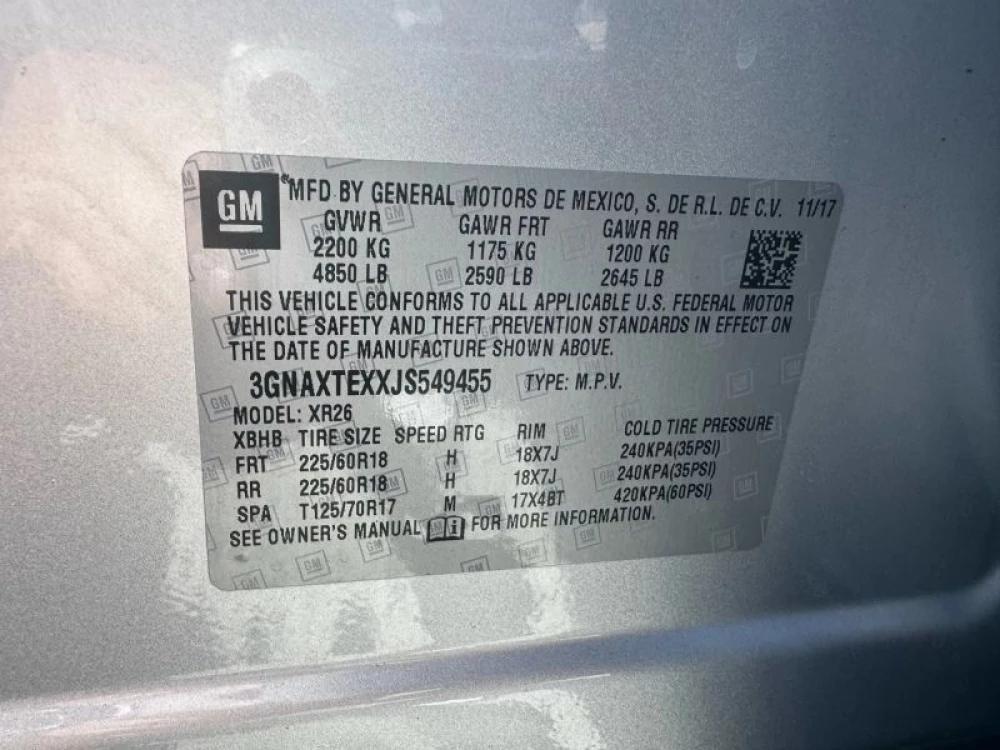 GM
MFD BY GENERAL MOTORS DE MEXICO, S. DE R.L. DE C.V. 11/17
GVWR GAWR FRT GAWR RR
2200 KG 1175 KG 1200 KG
4850 LB 2590 LB 2645 LB
THIS VEHICLE CONFORMS TO ALL APPLICABLE U.S. FEDERAL MOTOR
VEHICLE SAFETY AND THEFT PREVENTION STANDARDS IN EFFECT ON
THE DATE OF MANUFACTURE SHOWN ABOVE.
3GNAXTEXXJS549455 TYPE: M.P.V.
MODEL: XR26
XBHB TIRE SIZE SPEED RTG RIM COLD TIRE PRESSURE
FRT 225/60R18 H 18X7J 240KPA(35PSI)
RR 225/60R18 H 18X7J 240KPA(35PSI)
SPA T125/70R17 M 17X4BT 420KPA(60PSI)
SEE OWNER'S MANUAL FOR MORE INFORMATION.